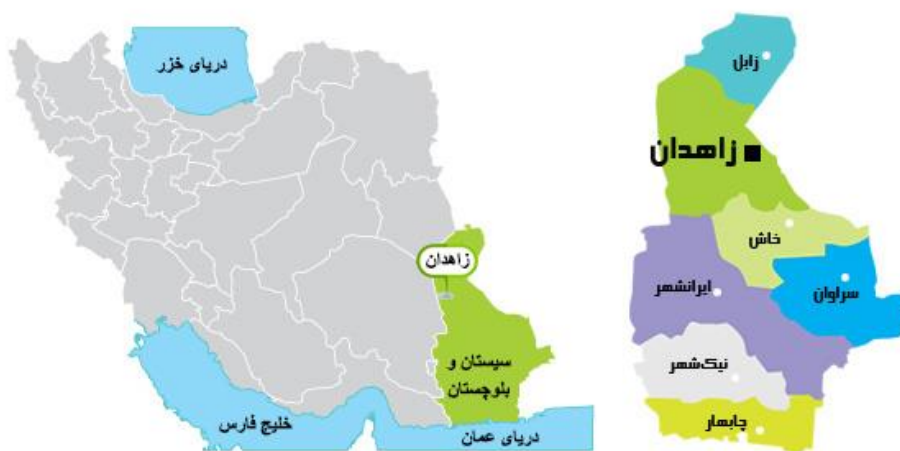 دریای خزر
زاهدان
سیستان و
بلوچستان
خلیج فارس
دریای عمان
زابل
زاهدان
خاش
سراوان
ایرانشهر
نیک‌شهر
چابهار